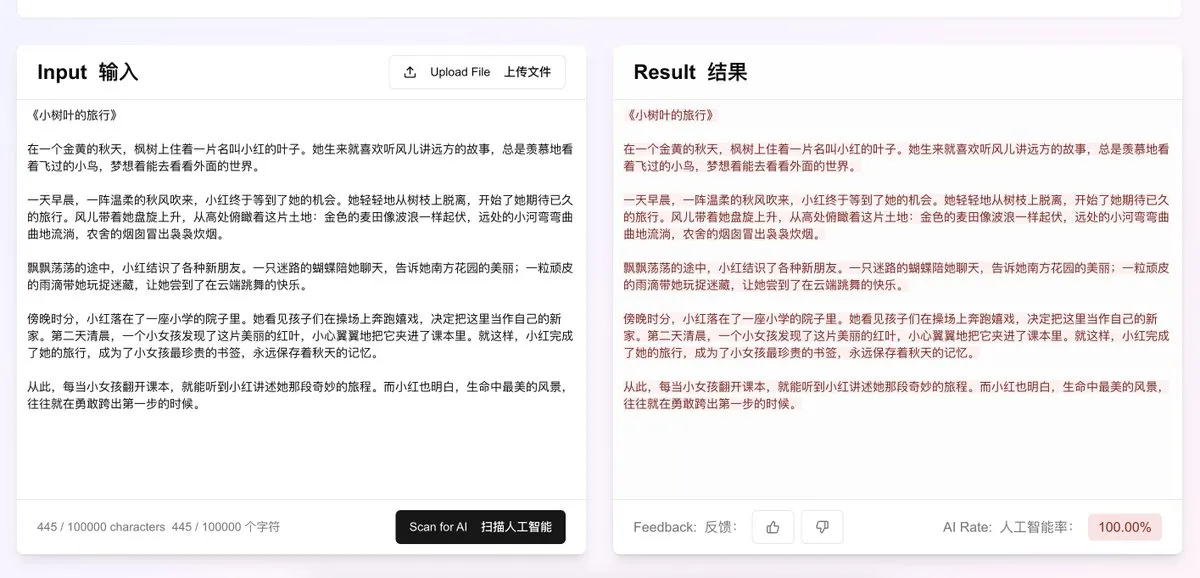 Input 输入
Upload File 上传文件
《小树叶的旅行》
在一个金黄的秋天，枫树上住着一片名叫小红的叶子。她生来就喜欢听风儿讲远方的故事，总是羡慕地看
着飞过的小鸟，梦想着能去看看外面的世界。
一天早晨，一阵温柔的秋风吹来，小红终于等到了她的机会。她轻轻地从树枝上脱离，开始了她期待已久
的旅行。风儿带着她盘旋上升，从高处俯瞰着这片土地：金色的麦田像波浪一样起伏，远处的小河弯弯曲
曲地流淌，农舍的烟囱冒出袅袅炊烟。
飘飘荡荡的途中，小红结识了各种新朋友。一只迷路的蝴蝶陪她聊天，告诉她南方花园的美丽；一粒顽皮
的雨滴带她玩捉迷藏，让她尝到了在云端跳舞的快乐。
傍晚时分，小红落在了一座小学的院子里。她看见孩子们在操场上奔跑嬉戏，决定把这里当作自己的新
家。第二天清晨，一个小女孩发现了这片美丽的红叶，小心翼翼地把它夹进了课本里。就这样，小红完成
了她的旅行，成为了小女孩最珍贵的书签，永远保存着秋天的记忆。
从此，每当小女孩翻开课本，就能听到小红讲述她那段奇妙的旅程。而小红也明白，生命中最美的风景，
往往就在勇敢跨出第一步的时候。
445 / 100000 characters 445 / 100000 个字符
Scan for AI 扫描人工智能
Result 结果
《小树叶的旅行》
在一个金黄的秋天，枫树上住着一片名叫小红的叶子。她生来就喜欢听风儿讲远方的故事，总是羡慕地看
着飞过的小鸟，梦想着能去看看外面的世界。
一天早晨，一阵温柔的秋风吹来，小红终于等到了她的机会。她轻轻地从树枝上脱离，开始了她期待已久
的旅行。风儿带着她盘旋上升，从高处俯瞰着这片土地：金色的麦田像波浪一样起伏，远处的小河弯弯曲
曲地流淌，农舍的烟囱冒出袅袅炊烟。
飘飘荡荡的途中，小红结识了各种新朋友。一只迷路的蝴蝶陪她聊天，告诉她南方花园的美丽；一粒顽皮
的雨滴带她玩捉迷藏，让她尝到了在云端跳舞的快乐。
傍晚时分，小红落在了一座小学的院子里。她看见孩子们在操场上奔跑嬉戏，决定把这里当作自己的新
家。第二天清晨，一个小女孩发现了这片美丽的红叶，小心翼翼地把它夹进了课本里。就这样，小红完成
了她的旅行，成为了小女孩最珍贵的书签，永远保存着秋天的记忆。
从此，每当小女孩翻开课本，就能听到小红讲述她那段奇妙的旅程。而小红也明白，生命中最美的风景，
往往就在勇敢跨出第一步的时候。
Feedback: 反馈：
AI Rate: 人工智能率： 100.00%